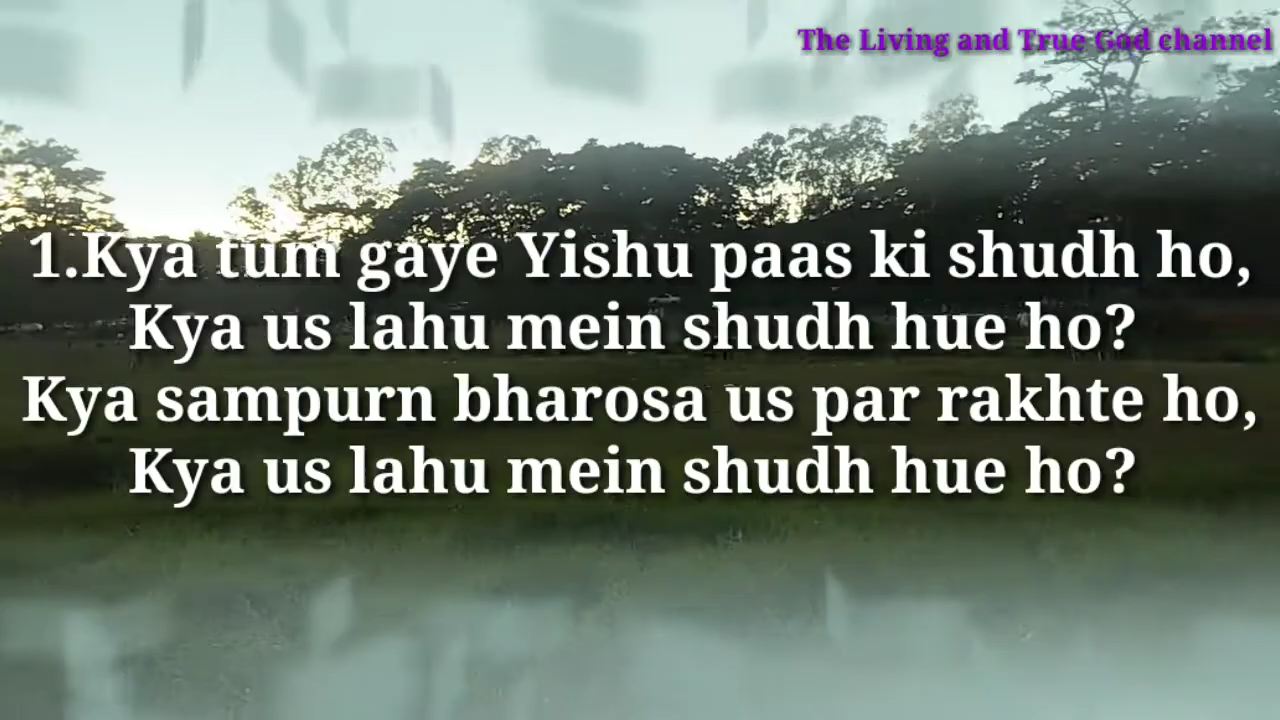 The Living and True God channel
1.Kya tum gaye Yishu paas ki shudh ho,
Kya us lahu mein shudh hue ho?
Kya sampurn bharosa us par rakhte ho,
Kya us lahu mein shudh hue ho?